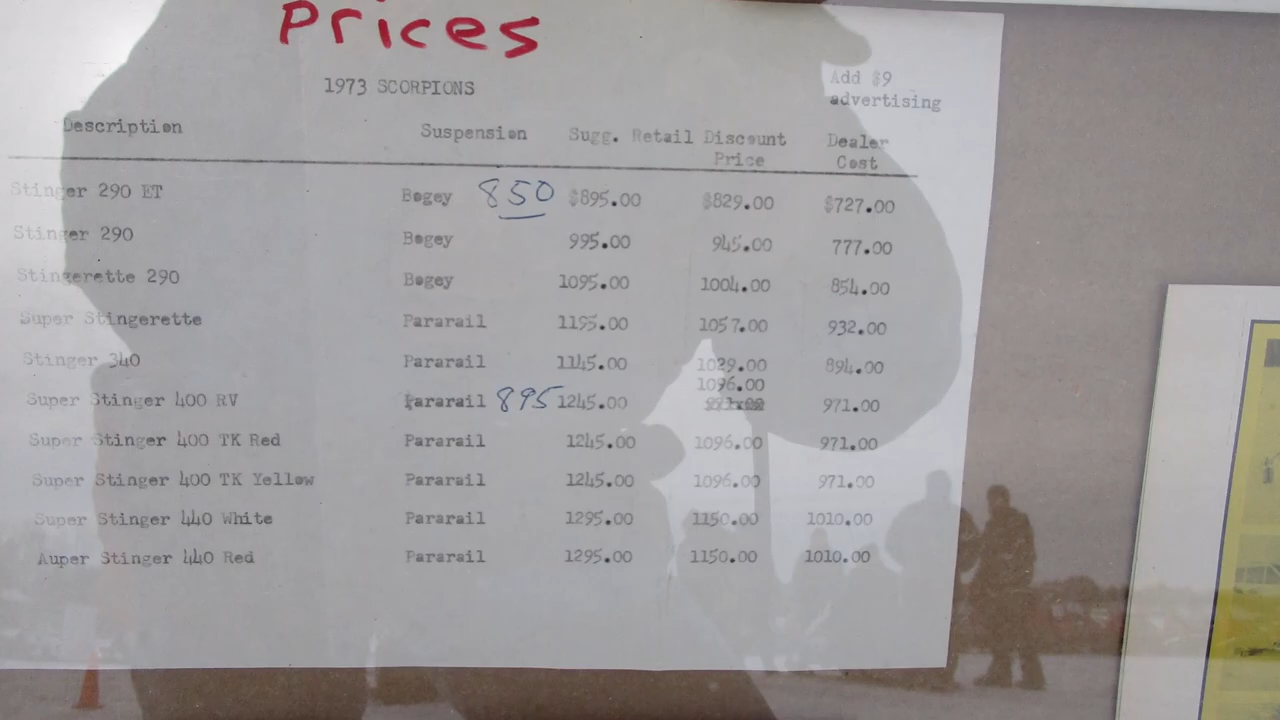 Prices
1973 SCORPIONS
Add $9
advertising
Description Suspension Sugg. Retail Discount Price Dealer Cost
Stinger 290 ET Bogey 850 $895.00 $829.00 $727.00
Stinger 290 Bogey 995.00 945.00 777.00
Stingerette 290 Bogey 1095.00 1004.00 854.00
Super Stingerette Pararail 1195.00 1057.00 932.00
Stinger 340 Pararail 1145.00 1029.00 894.00
1096.00
Super Stinger 400 RV Pararail 895 1245.00 971.00
Super Stinger 400 TK Red Pararail 1245.00 1096.00 971.00
Super Stinger 400 TK Yellow Pararail 1245.00 1096.00 971.00
Super Stinger 440 White Pararail 1295.00 1150.00 1010.00
Auper Stinger 440 Red Pararail 1295.00 1150.00 1010.00